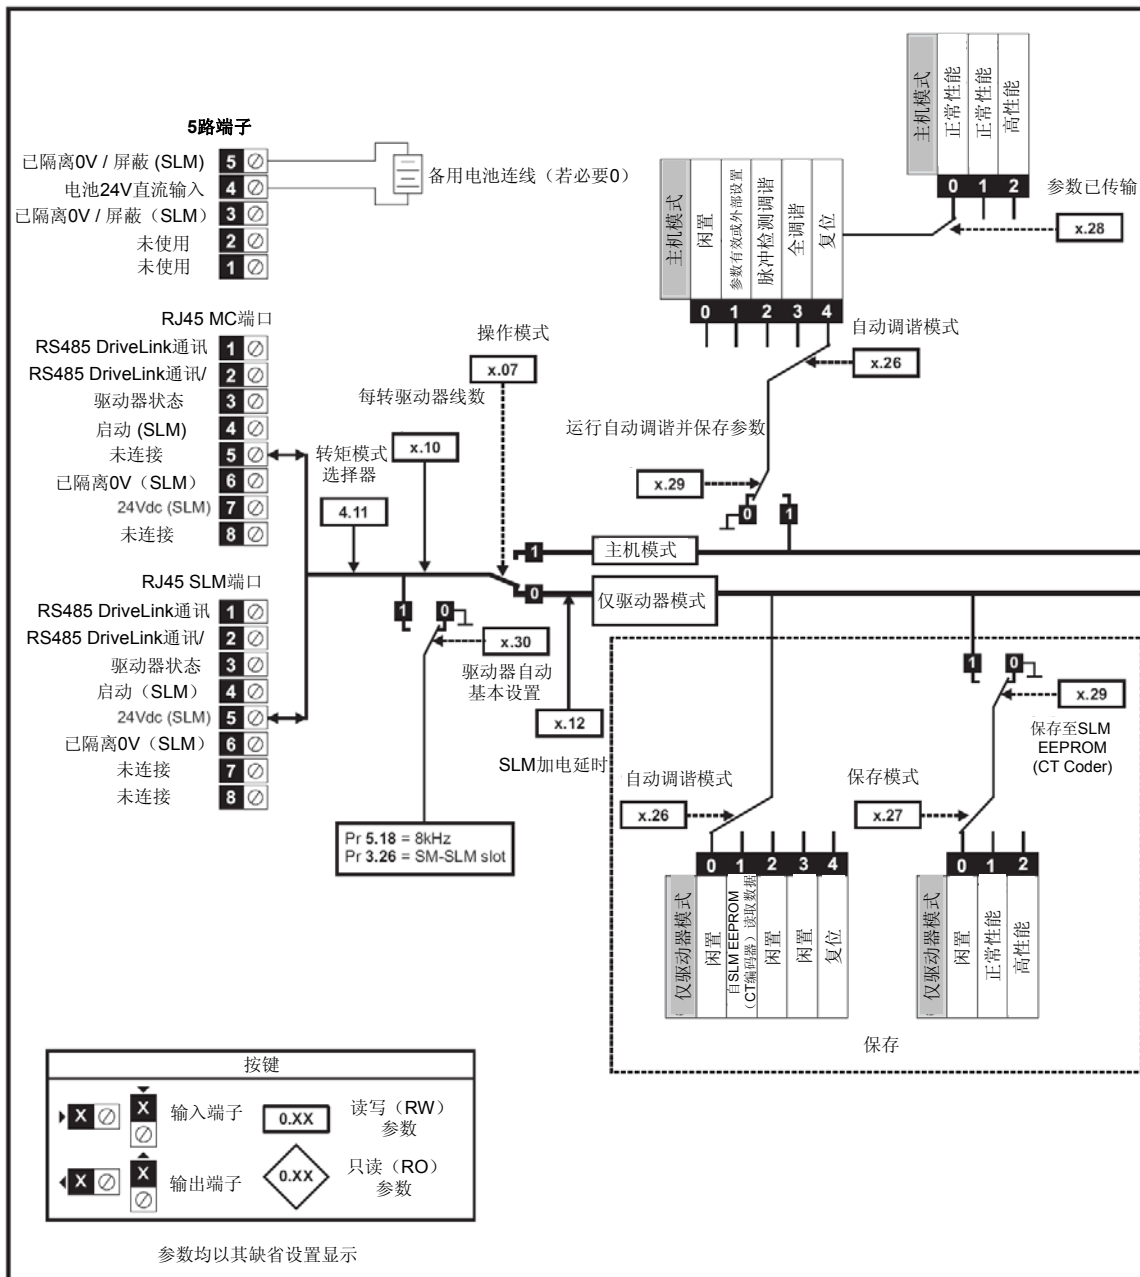 5路端子
已隔离0V / 屏蔽 (SLM) 5
电池24V直流输入 4
已隔离0V / 屏蔽（SLM） 3
未使用 2
未使用 1
备用电池连线（若必要0）
RJ45 MC端口
RS485 DriveLink通讯 1
RS485 DriveLink通讯/ 2
驱动器状态 3
启动 (SLM) 4
未连接 5
已隔离0V（SLM） 6
24Vdc (SLM) 7
未连接 8
RJ45 SLM端口
RS485 DriveLink通讯 1
RS485 DriveLink通讯/ 2
驱动器状态 3
启动（SLM） 4
24Vdc (SLM) 5
已隔离0V（SLM） 6
未连接 7
未连接 8
转矩模式
选择器
4.11
每转驱动器线数
x.10
操作模式
x.07
1
0
主机模式
仅驱动器模式
1 0
x.30
驱动器自动
基本设置
Pr 5.18 = 8kHz
Pr 3.26 = SM-SLM slot
x.12
SLM加电延时
主机模式
闲置
参数有效或外部设置
脉冲检测调谐
全调谐
复位
0 1 2 3 4
自动调谐模式
x.26
运行自动调谐并保存参数
x.29
0 1
主机模式
正常性能
正常性能
高性能
0 1 2
参数已传输
x.28
自动调谐模式
x.26
0 1 2 3 4
仅驱动器模式
闲置
自SLM EEPROM
（CT编码器）读取数据
闲置
闲置
复位
1 0
x.29
保存至SLM
EEPROM
(CT Coder)
保存模式
x.27
0 1 2
仅驱动器模式
闲置
正常性能
高性能
保存
按键
X X 输入端子
0.XX 读写（RW）
参数
X X 输出端子
0.XX 只读（RO）
参数
参数均以其缺省设置显示